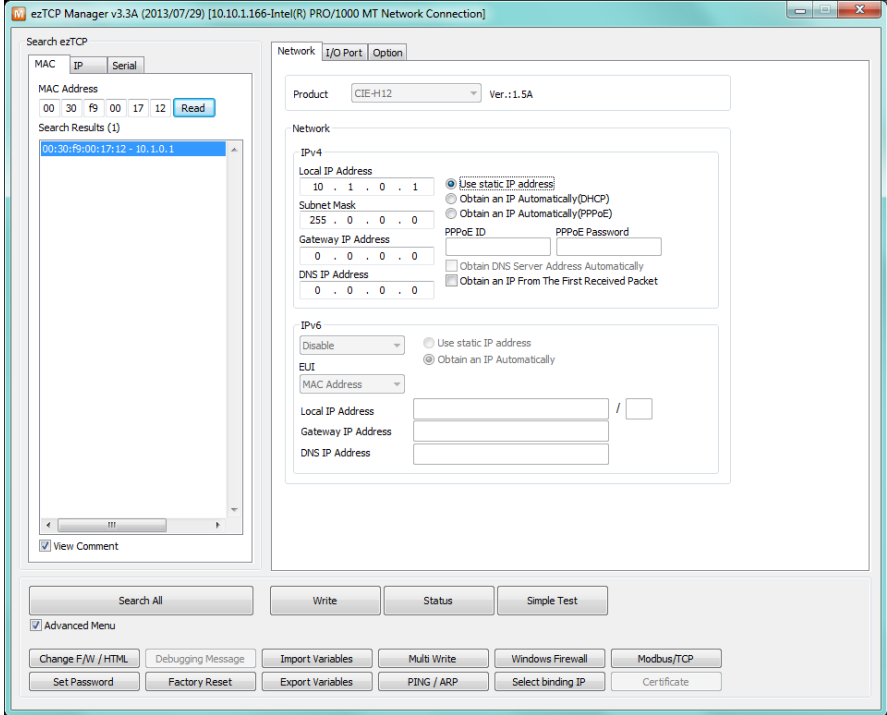 M ezTCP Manager v3.3A (2013/07/29) [10.10.1.166-Intel(R) PRO/1000 MT Network Connection]
Search ezTCP
MAC IP Serial
MAC Address
00 30 f9 00 17 12 Read
Search Results (1)
00:30:f9:00:17:12 - 10.1.0.1
View Comment
Network I/O Port Option
Product CIE-H12 Ver.:1.5A
Network
IPv4
Local IP Address
10 . 1 . 0 . 1
Subnet Mask
255 . 0 . 0 . 0
Gateway IP Address
0 . 0 . 0 . 0
DNS IP Address
0 . 0 . 0 . 0
Use static IP address
Obtain an IP Automatically(DHCP)
Obtain an IP Automatically(PPPoE)
PPPoE ID PPPoE Password
Obtain DNS Server Address Automatically
Obtain an IP From The First Received Packet
IPv6
Disable
Use static IP address
Obtain an IP Automatically
EUI
MAC Address
Local IP Address /
Gateway IP Address
DNS IP Address
Search All Write Status Simple Test
Advanced Menu
Change F/W / HTML Debugging Message Import Variables Multi Write Windows Firewall Modbus/TCP
Set Password Factory Reset Export Variables PING / ARP Select binding IP Certificate